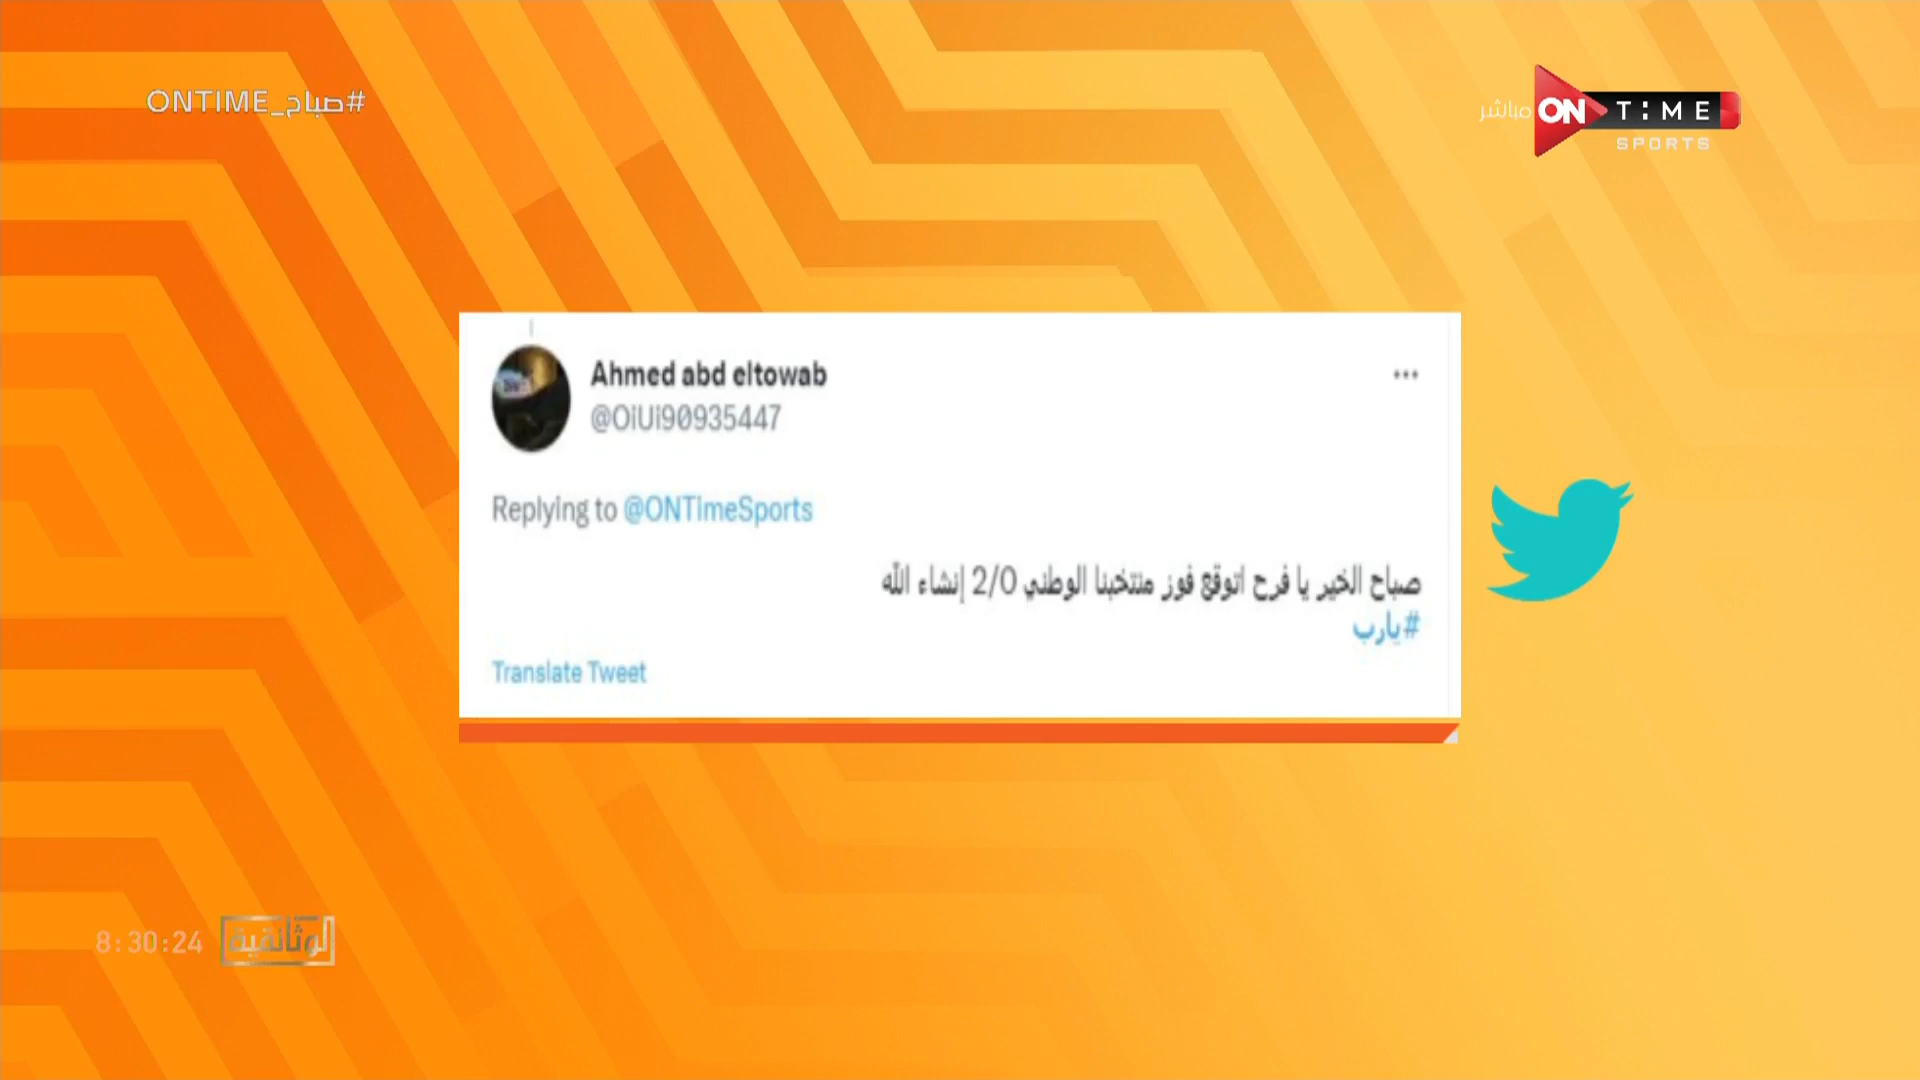 #صباح_ONTIME
مباشر ON TIME
SPORTS
Ahmed abd eltowab
@OiUi90935447
Replying to @ONTimeSports
صباح الخير يا فرح اتوقع فوز منتخبنا الوطني 2/0 إنشاء الله
#يارب
Translate Tweet
8:30:24 الوثائقية